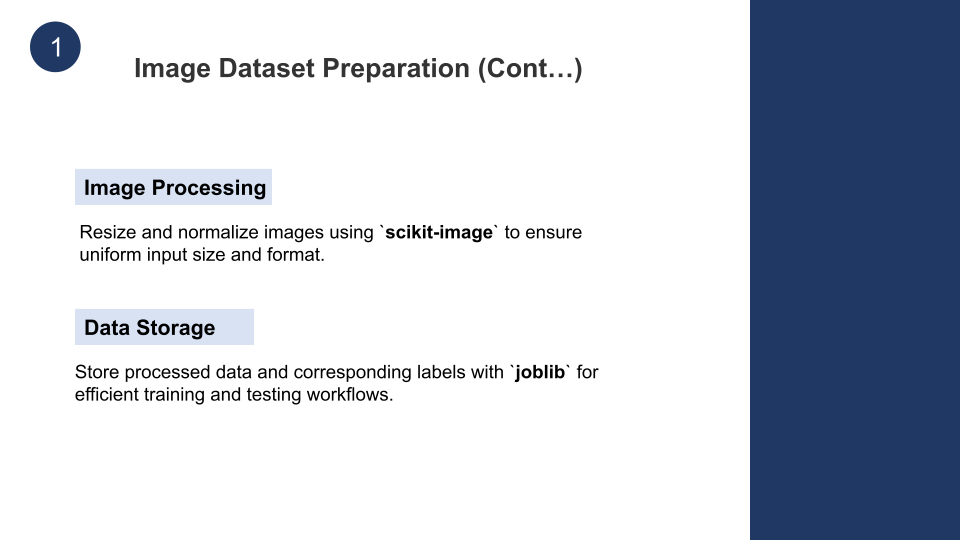 1
Image Dataset Preparation (Cont…)
Image Processing
Resize and normalize images using `scikit-image` to ensure
uniform input size and format.
Data Storage
Store processed data and corresponding labels with `joblib` for
efficient training and testing workflows.